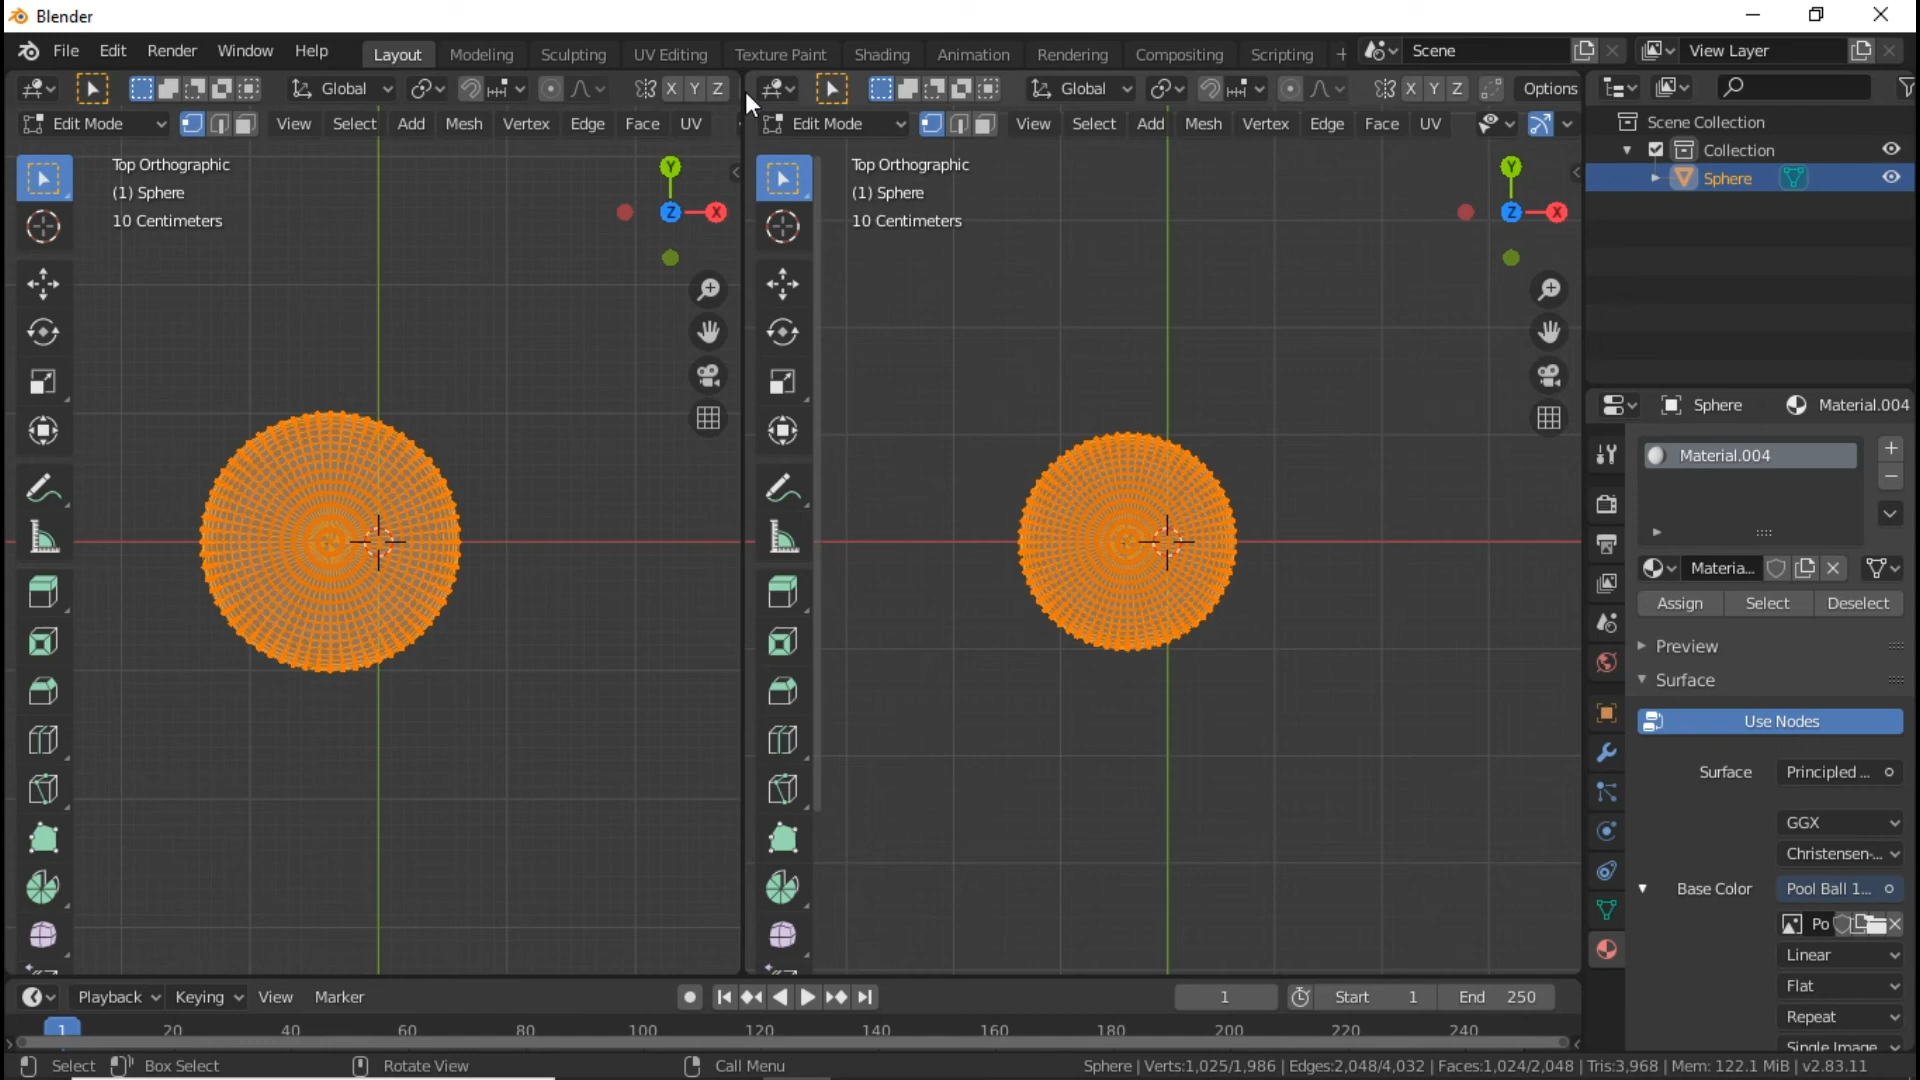 Blender
File Edit Render Window Help Layout Modeling Sculpting UV Editing Texture Paint Shading Animation Rendering Compositing Scripting + Scene View Layer
Global X Y Z Global X Y Z Options
Edit Mode View Select Add Mesh Vertex Edge Face UV Edit Mode View Select Add Mesh Vertex Edge Face UV
Scene Collection
Collection
Sphere
Top Orthographic
(1) Sphere
10 Centimeters
Y
Z X
Top Orthographic
(1) Sphere
10 Centimeters
Y
Z X
Sphere Material.004
Material.004
Materia...
Assign Select Deselect
Preview
Surface
Use Nodes
Surface Principled ...
GGX
Christensen-...
Base Color Pool Ball 1...
Po
Linear
Flat
Repeat
Single Image
Playback Keying View Marker 1 Start 1 End 250
1 20 40 60 80 100 120 140 160 180 200 220 240
Select Box Select Rotate View Call Menu Sphere | Verts:1,025/1,986 | Edges:2,048/4,032 | Faces:1,024/2,048 | Tris:3,968 | Mem: 122.1 MiB | v2.83.11